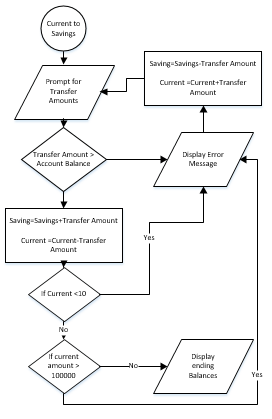 Current to
Savings
Prompt for
Transfer
Amounts
Saving=Savings-Transfer Amount
Current =Current+Transfer
Amount
Transfer Amount >
Account Balance
Display Error
Message
Saving=Savings+Transfer Amount
Current =Current-Transfer
Amount
Yes
If Current <10
No
If current
amount >
100000
No
Display
ending
Balances
Yes